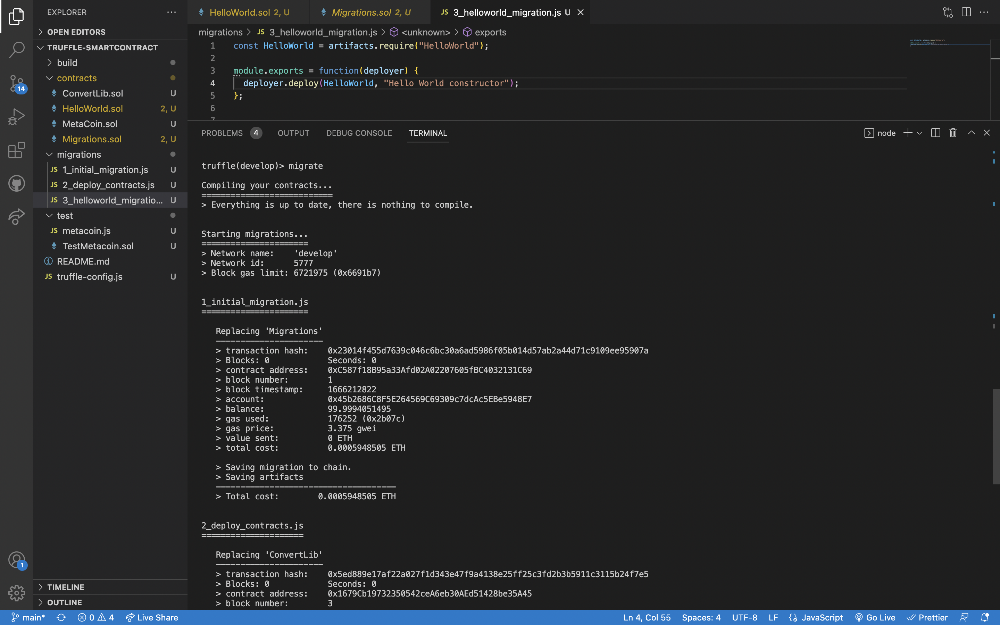 EXPLORER
OPEN EDITORS
TRUFFLE-SMARTCONTRACT
build
contracts
ConvertLib.sol U
HelloWorld.sol 2, U
MetaCoin.sol U
Migrations.sol 2, U
migrations
JS 1_initial_migration.js U
JS 2_deploy_contracts.js U
JS 3_helloworld_migratio... U
test
JS metacoin.js U
TestMetacoin.sol U
README.md
JS truffle-config.js U
TIMELINE
OUTLINE
14
1
HelloWorld.sol 2, U
Migrations.sol 2, U
JS 3_helloworld_migration.js U
migrations > JS 3_helloworld_migration.js > <unknown> > exports
1 const HelloWorld = artifacts.require("HelloWorld");
2
3 module.exports = function(deployer) {
4 deployer.deploy(HelloWorld, "Hello World constructor");
5 };
6
7
PROBLEMS 4 OUTPUT DEBUG CONSOLE TERMINAL node
truffle(develop)> migrate
Compiling your contracts...
===========================
> Everything is up to date, there is nothing to compile.
Starting migrations...
======================
> Network name: 'develop'
> Network id: 5777
> Block gas limit: 6721975 (0x6691b7)
1_initial_migration.js
======================
Replacing 'Migrations'
----------------------
> transaction hash: 0x23014f455d7639c046c6bc30a6ad5986f05b014d57ab2a44d71c9109ee95907a
> Blocks: 0 Seconds: 0
> contract address: 0xC587f18B95a33Afd02A02207605fBC4032131C69
> block number: 1
> block timestamp: 1666212822
> account: 0x45b2686C8F5E264569C69309c7dcAc5EBe5948E7
> balance: 99.9994051495
> gas used: 176252 (0x2b07c)
> gas price: 3.375 gwei
> value sent: 0 ETH
> total cost: 0.0005948505 ETH
> Saving migration to chain.
> Saving artifacts
-------------------------------------
> Total cost: 0.0005948505 ETH
2_deploy_contracts.js
=====================
Replacing 'ConvertLib'
----------------------
> transaction hash: 0x5ed889e17af22a027f1d343e47f9a4138e25ff25c3fd2b3b5911c3115b24f7e5
> Blocks: 0 Seconds: 0
> contract address: 0x1679Cb19732350542ceA6eb30AEd51428be35A45
> block number: 3
main* 0 4 Live Share Ln 4, Col 55 Spaces: 4 UTF-8 LF JavaScript Go Live Prettier